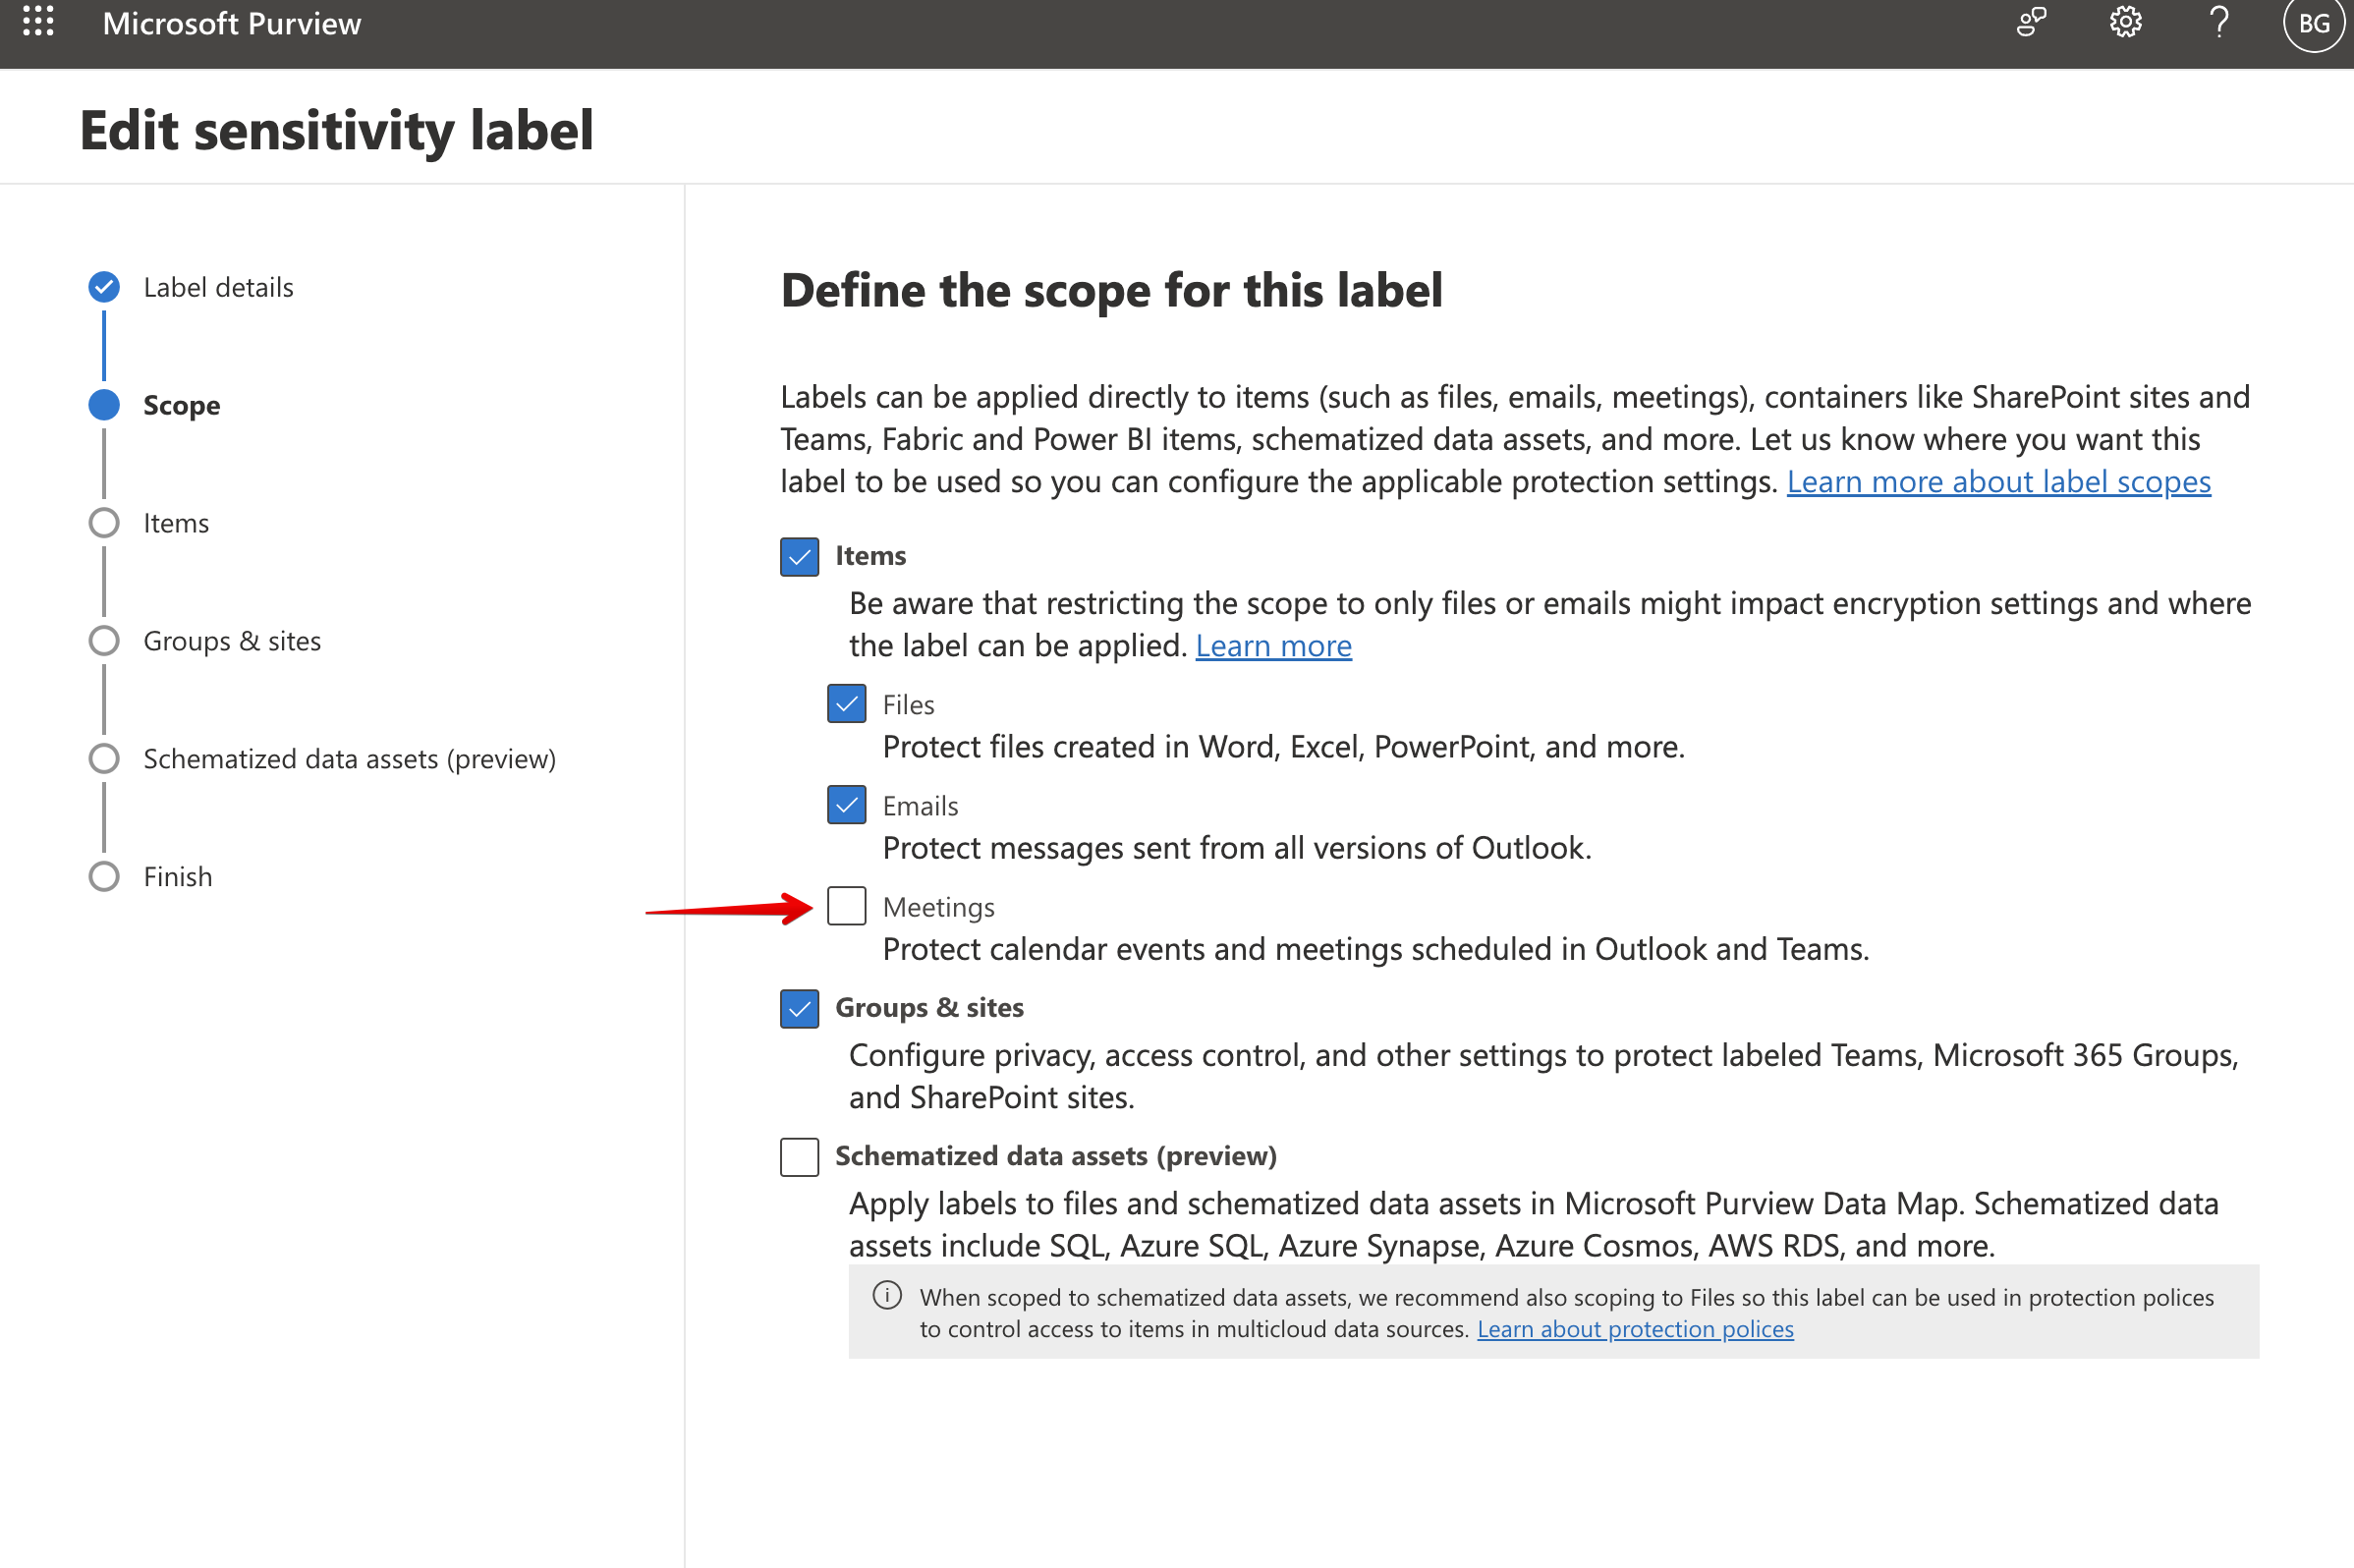 Microsoft Purview
BG
Edit sensitivity label
Label details
Scope
Items
Groups & sites
Schematized data assets (preview)
Finish
Define the scope for this label
Labels can be applied directly to items (such as files, emails, meetings), containers like SharePoint sites and
Teams, Fabric and Power BI items, schematized data assets, and more. Let us know where you want this
label to be used so you can configure the applicable protection settings. Learn more about label scopes
Items
Be aware that restricting the scope to only files or emails might impact encryption settings and where
the label can be applied. Learn more
Files
Protect files created in Word, Excel, PowerPoint, and more.
Emails
Protect messages sent from all versions of Outlook.
Meetings
Protect calendar events and meetings scheduled in Outlook and Teams.
Groups & sites
Configure privacy, access control, and other settings to protect labeled Teams, Microsoft 365 Groups,
and SharePoint sites.
Schematized data assets (preview)
Apply labels to files and schematized data assets in Microsoft Purview Data Map. Schematized data
assets include SQL, Azure SQL, Azure Synapse, Azure Cosmos, AWS RDS, and more.
When scoped to schematized data assets, we recommend also scoping to Files so this label can be used in protection polices
to control access to items in multicloud data sources. Learn about protection polices